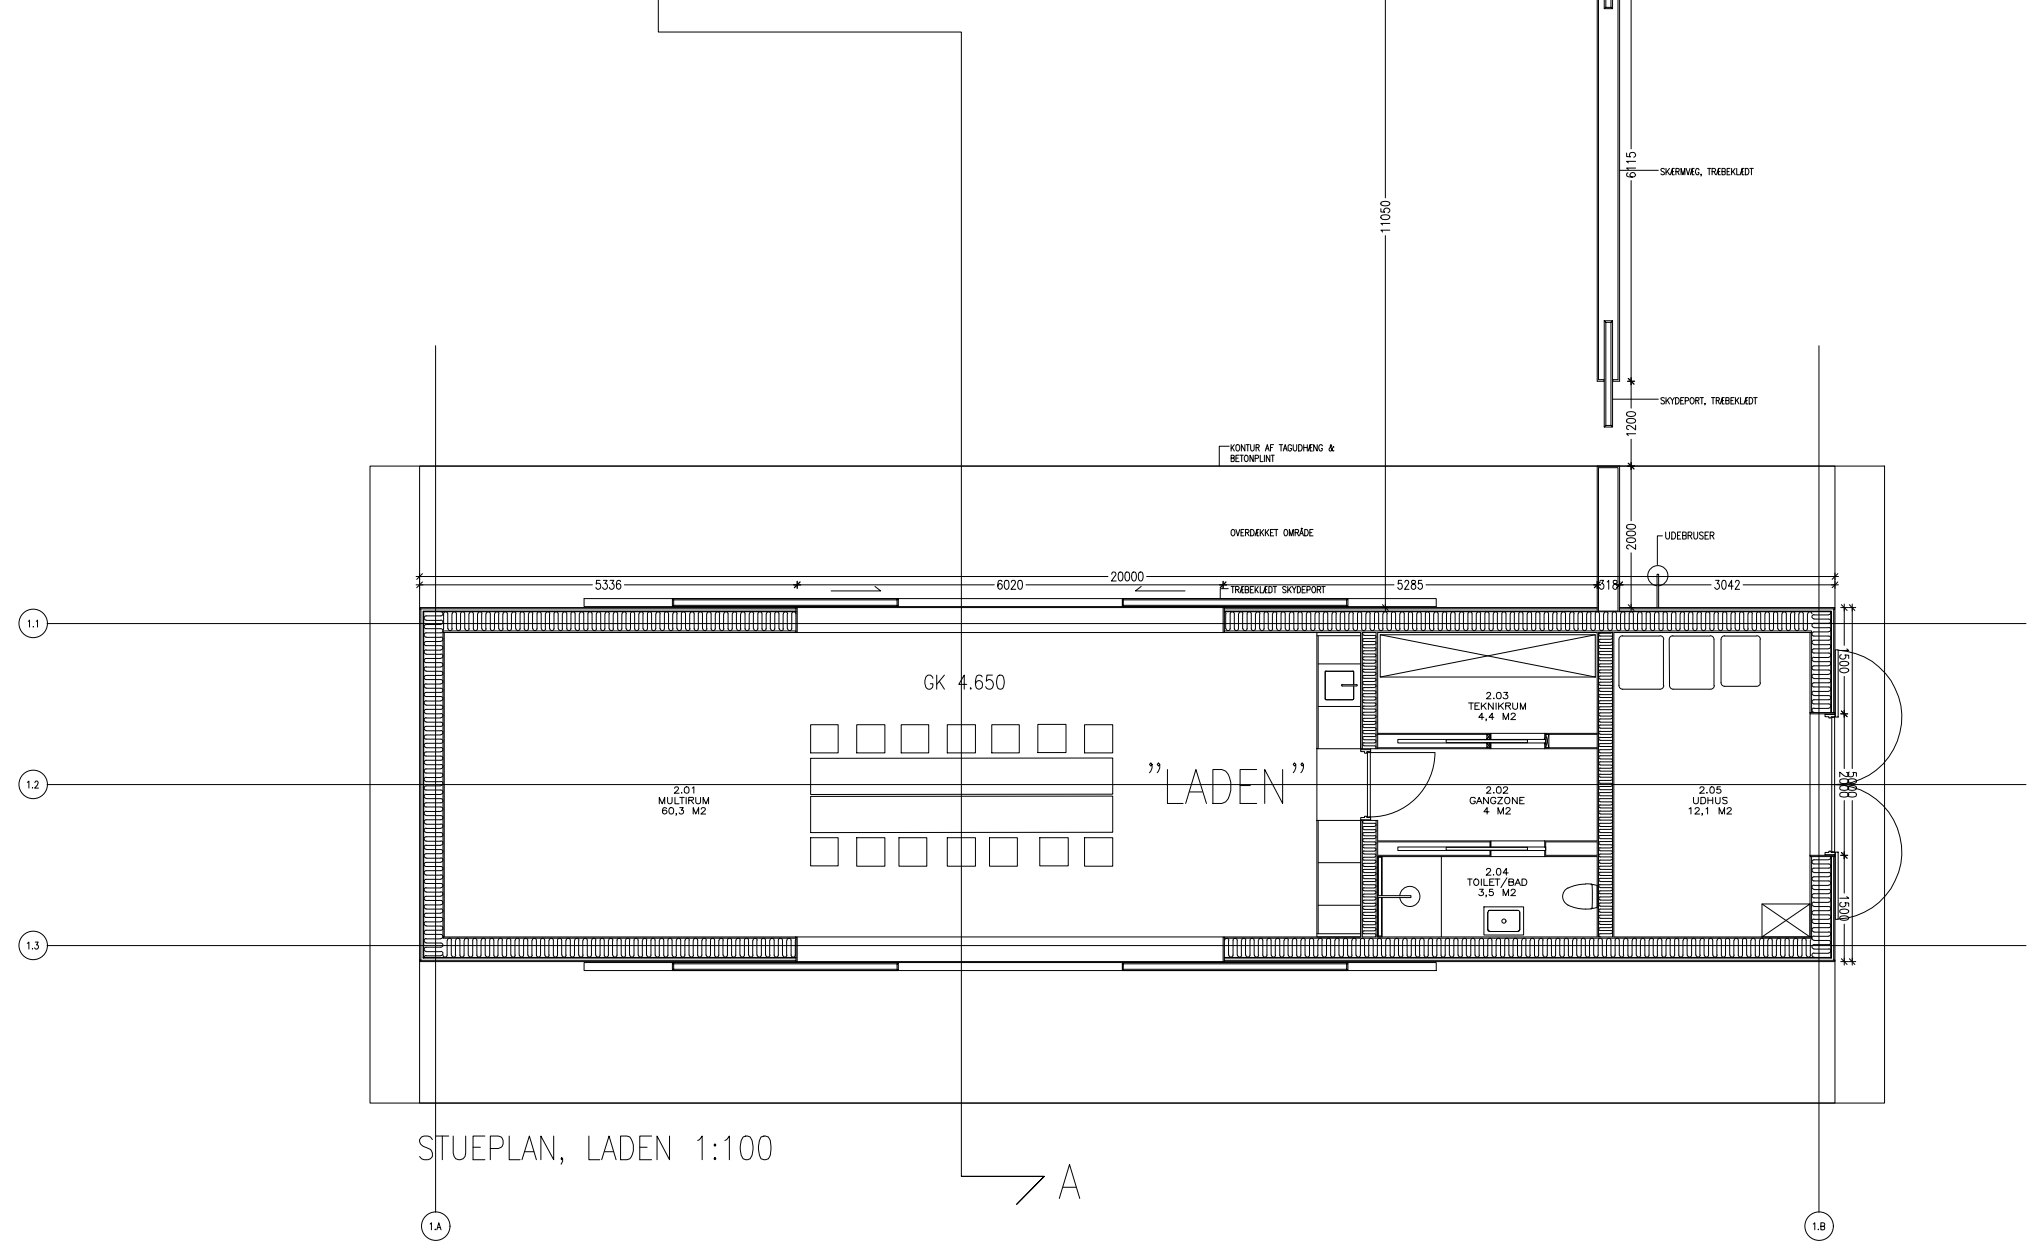 6115
SKÆRMVÆG, TRÆBEKLÆDT
11050
SKYDEPORT, TRÆBEKLÆDT
1200
KONTUR AF TAGUDHÆNG &
BETONPLINT
OVERDÆKKET OMRÅDE
2000
UDEBRUSER
20000
5336
6020
5285
318
3042
TRÆBEKLÆDT SKYDEPORT
1.1
GK 4.650
1500
2.03
TEKNIKRUM
4,4 M2
"LADEN"
1.2
2.01
MULTIRUM
60,3 M2
2.02
GANGZONE
4 M2
2.05
UDHUS
12,1 M2
2000
5000
2.04
TOILET/BAD
3,5 M2
1500
1.3
STUEPLAN, LADEN 1:100
A
1.A
1.B